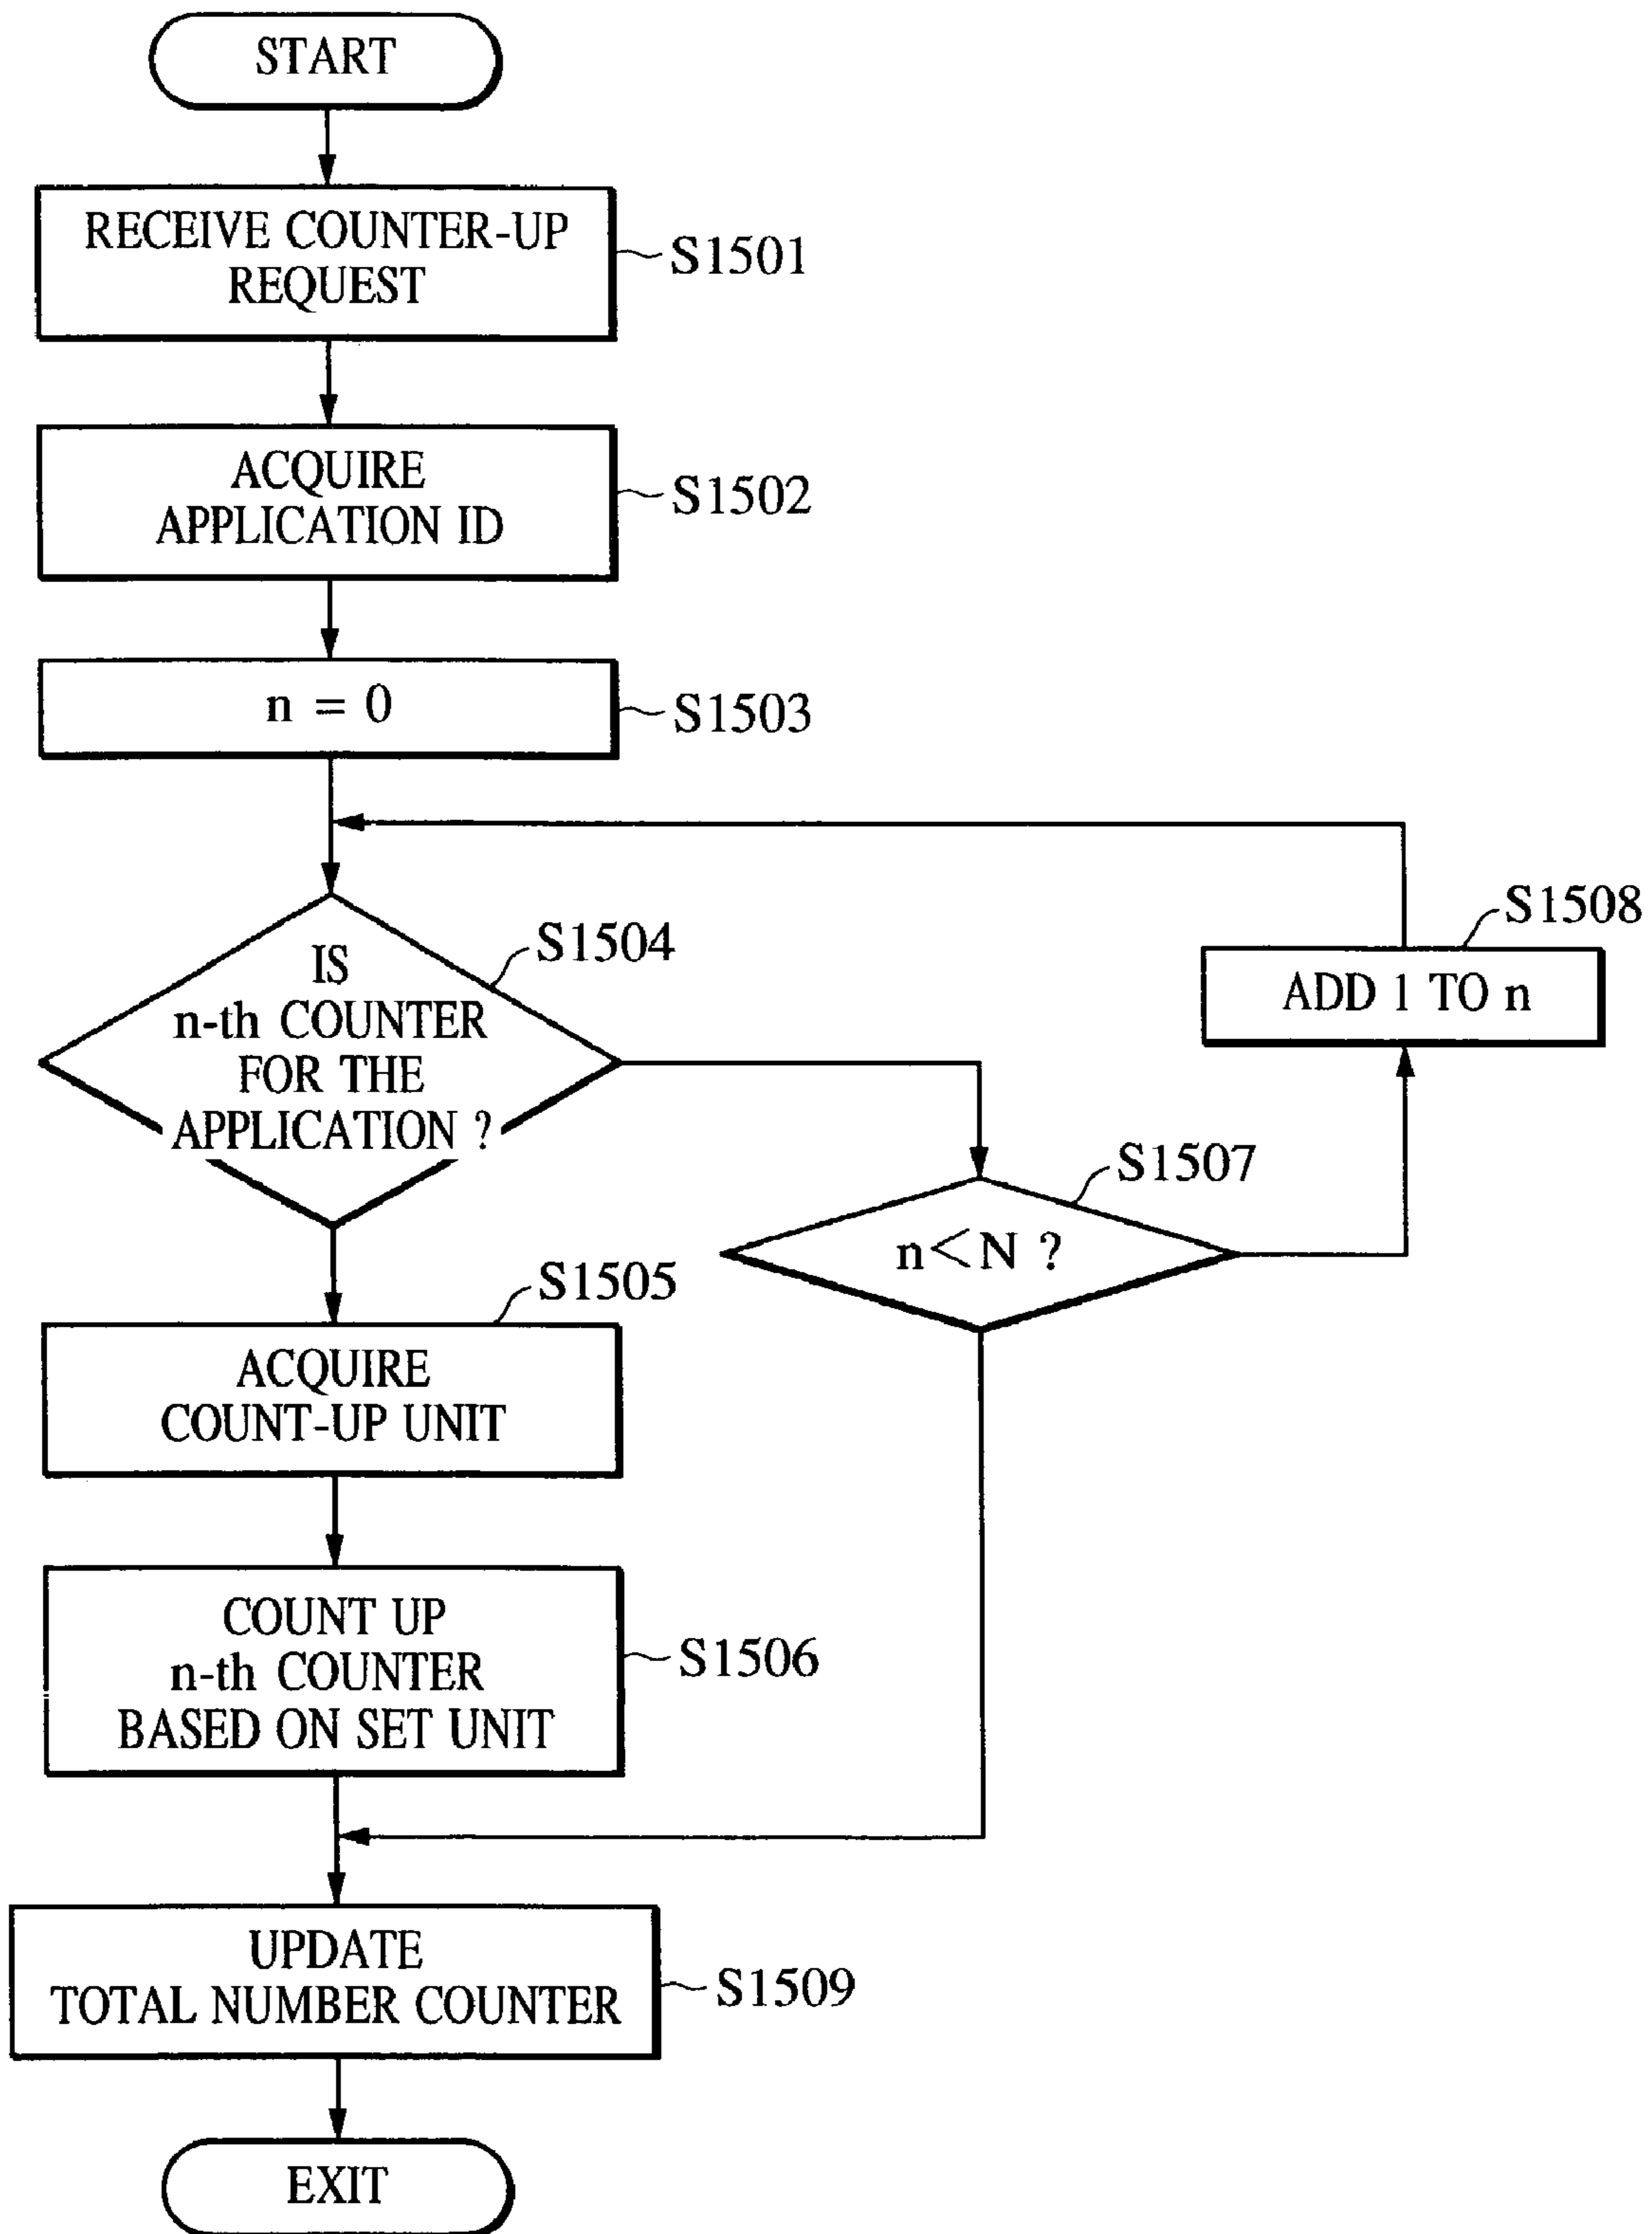 START
RECEIVE COUNTER-UP
REQUEST
S1501
ACQUIRE
APPLICATION ID
S1502
n = 0
S1503
IS
n-th COUNTER
FOR THE
APPLICATION ?
S1504
S1508
ADD 1 TO n
S1507
n<N ?
S1505
ACQUIRE
COUNT-UP UNIT
COUNT UP
n-th COUNTER
BASED ON SET UNIT
S1506
UPDATE
TOTAL NUMBER COUNTER
S1509
EXIT